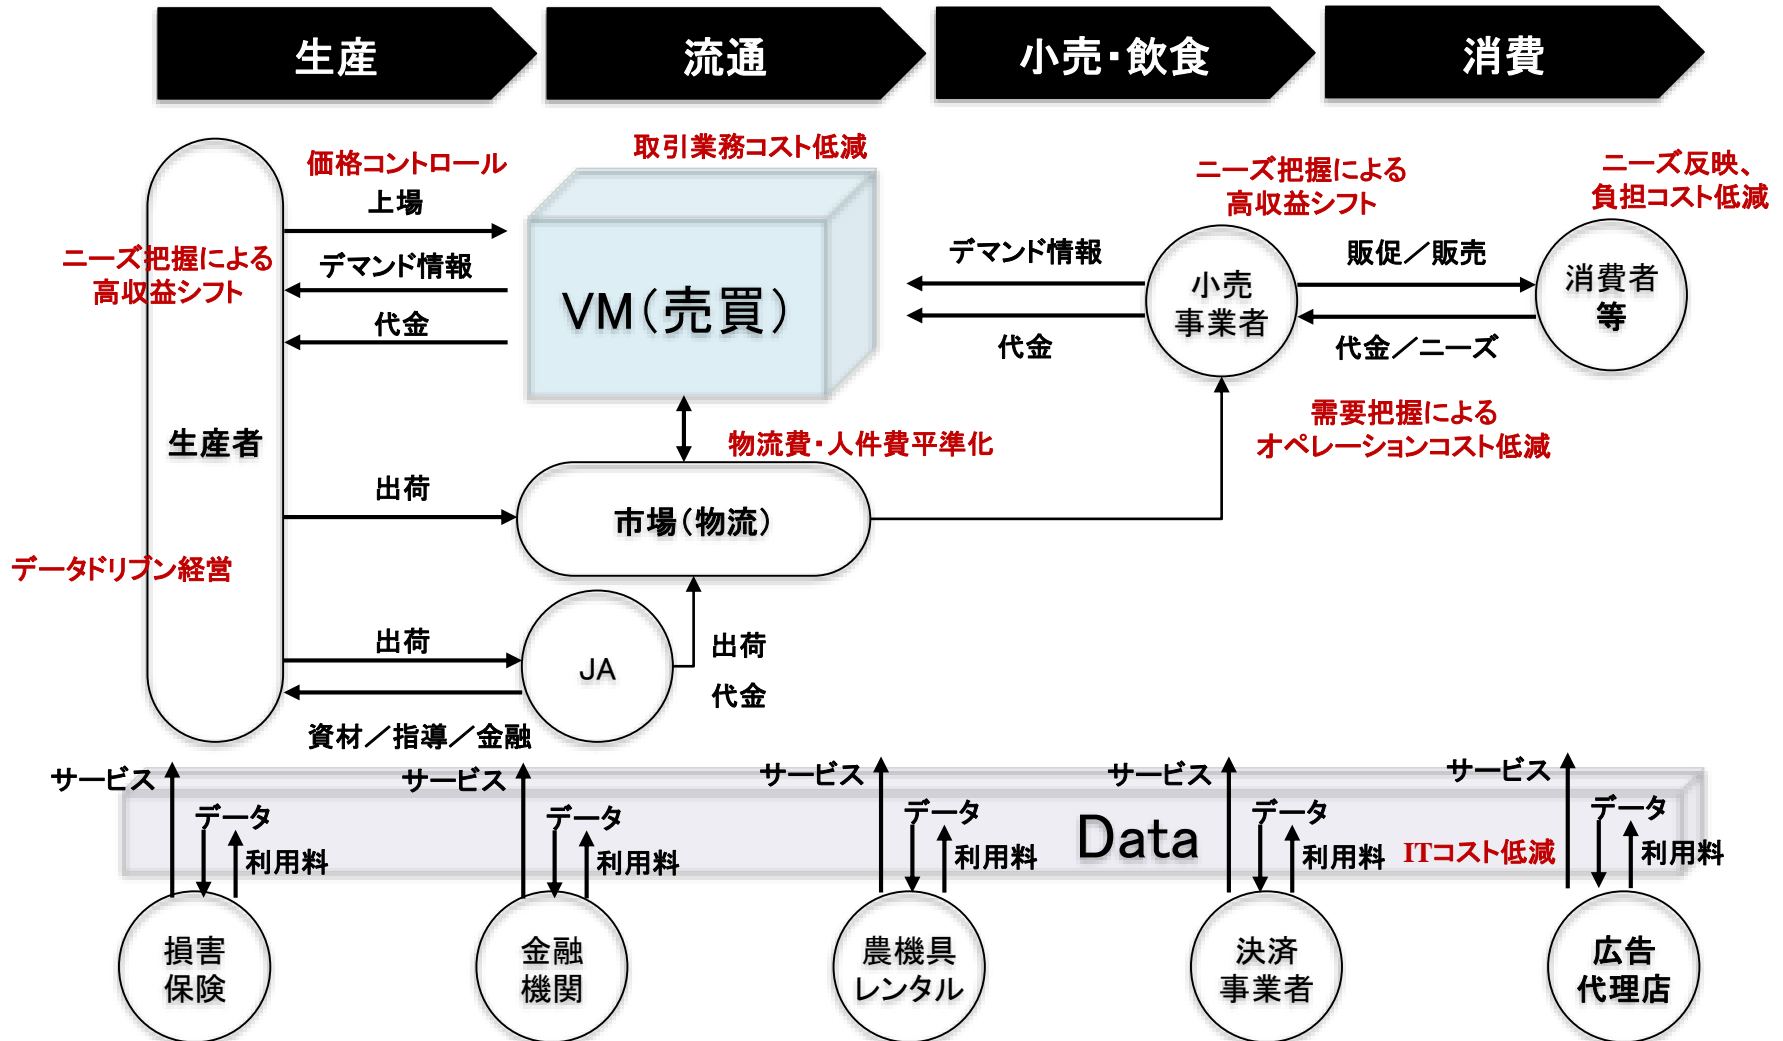 生産
流通
小売・飲食
消費
価格コントロール
取引業務コスト低減
ニーズ把握による
高収益シフト
ニーズ反映、
負担コスト低減
上場
ニーズ把握による
高収益シフト
デマンド情報
代金
VM（売買）
デマンド情報
代金
小売
事業者
販促／販売
代金／ニーズ
消費者
等
生産者
物流費・人件費平準化
需要把握による
オペレーションコスト低減
出荷
市場（物流）
データドリブン経営
出荷
JA
出荷
代金
資材／指導／金融
サービス
データ
利用料
サービス
データ
利用料
サービス
データ
利用料
Data
サービス
データ
利用料
ITコスト低減
サービス
データ
利用料
損害
保険
金融
機関
農機具
レンタル
決済
事業者
広告
代理店